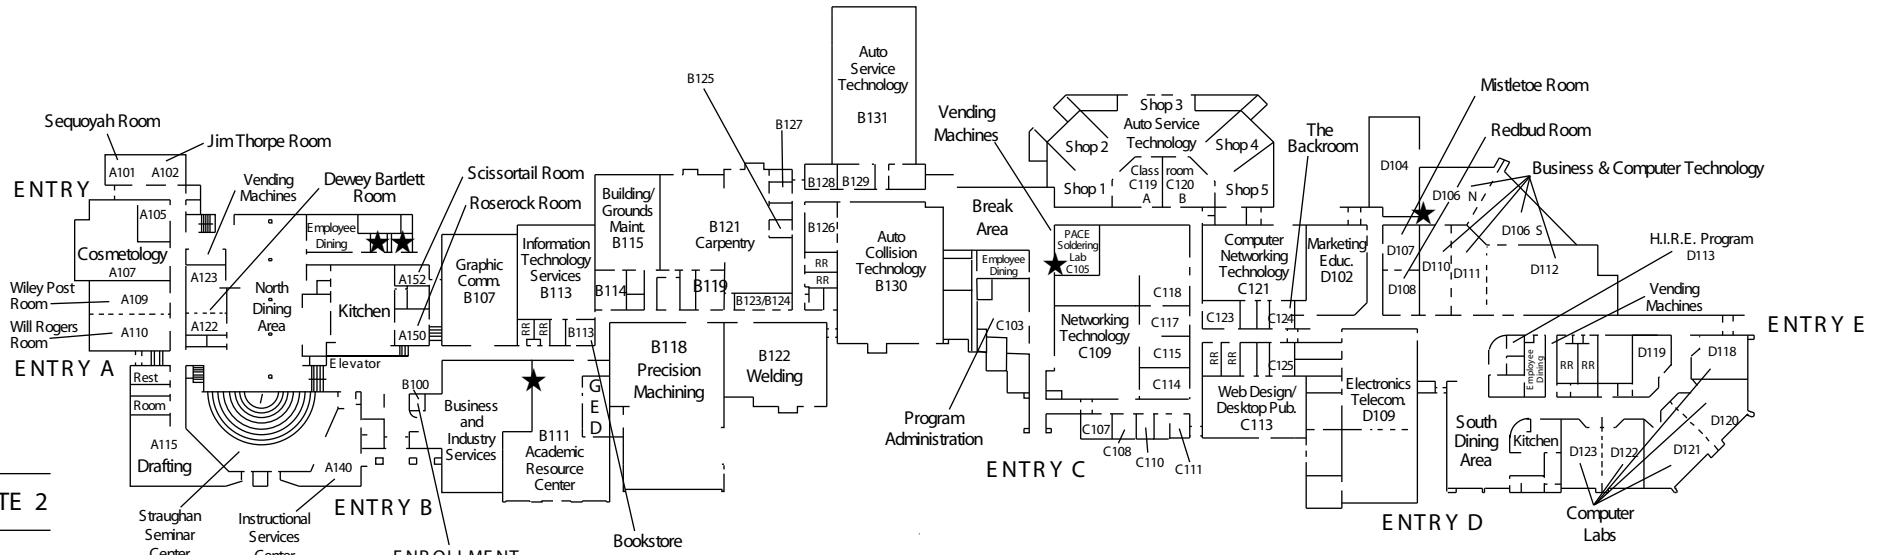 Sequoyah Room
Jim Thorpe Room
A101
A102
ENTRY
Vending
Machines
Dewey Bartlett
Room
Scissortail Room
Roserock Room
A105
Cosmetology
A107
Employee
Dining
Wiley Post
Room
A109
Will Rogers
Room
A110
ENTRY A
A123
A122
North
Dining
Area
Kitchen
A152
A150
Elevator
Rest
Room
A115
Drafting
A140
TE 2
Straughan
Seminar
Center
Instructional
Services
Center
ENTRY B
ENROLLMENT
B100
Graphic
Comm.
B107
Information
Technology
Services
B113
RR
RR
B113
Business
and
Industry
Services
B111
Academic
Resource
Center
G
E
D
Bookstore
Building/
Grounds
Maint.
B115
B114
B119
B121
Carpentry
B123/B124
B125
B127
B128
B129
B126
RR
RR
B118
Precision
Machining
B122
Welding
Auto
Service
Technology
B131
Auto
Collision
Technology
B130
Vending
Machines
Break
Area
Employee
Dining
C103
Program
Administration
ENTRY C
Shop 3
Auto Service
Technology
Shop 2
Shop 4
Shop 1
Shop 5
Class room
C119 C120
A B
PACE
Soldering
Lab
C105
Networking
Technology
C109
C118
C117
C115
C114
C107
C108
C110
C111
The
Backroom
Computer
Networking
Technology
C121
C123
C124
RR
RR
C125
Web Design/
Desktop Pub.
C113
Marketing
Educ.
D102
D104
Mistletoe Room
Redbud Room
Business & Computer Technology
D106 N
D106 S
D107
D108
D110
D111
D112
H.I.R.E. Program
D113
Vending
Machines
ENTRY E
Electronics
Telecom.
D109
Employee
Dining
RR
RR
D119
D118
D120
D121
D122
D123
South
Dining
Area
Kitchen
ENTRY D
Computer
Labs